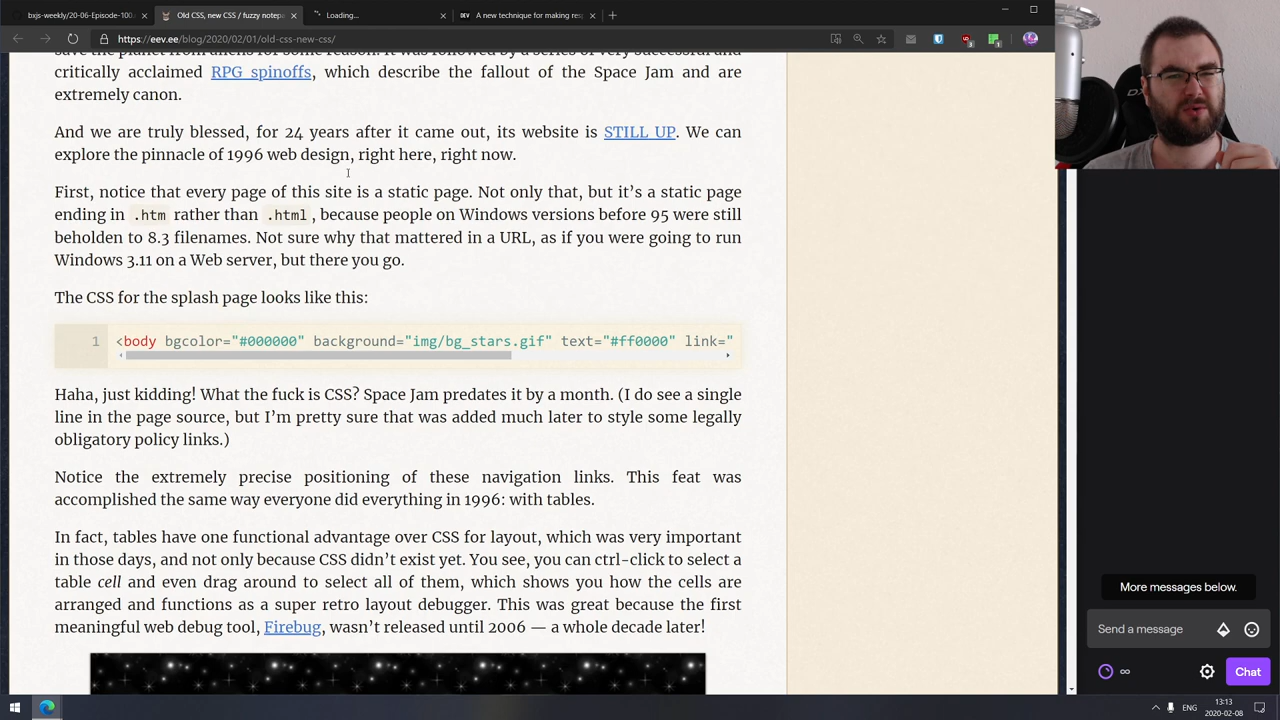 bxjs-weekly/20-06-Episode-100.
Old CSS, new CSS / fuzzy notepa
Loading...
A new technique for making res
https://eev.ee/blog/2020/02/01/old-css-new-css/
critically acclaimed RPG spinoffs, which describe the fallout of the Space Jam and are
extremely canon.
And we are truly blessed, for 24 years after it came out, its website is STILL UP. We can
explore the pinnacle of 1996 web design, right here, right now.
First, notice that every page of this site is a static page. Not only that, but it’s a static page
ending in .htm rather than .html, because people on Windows versions before 95 were still
beholden to 8.3 filenames. Not sure why that mattered in a URL, as if you were going to run
Windows 3.11 on a Web server, but there you go.
The CSS for the splash page looks like this:
1 <body bgcolor="#000000" background="img/bg_stars.gif" text="#ff0000" link="
Haha, just kidding! What the fuck is CSS? Space Jam predates it by a month. (I do see a single
line in the page source, but I’m pretty sure that was added much later to style some legally
obligatory policy links.)
Notice the extremely precise positioning of these navigation links. This feat was
accomplished the same way everyone did everything in 1996: with tables.
In fact, tables have one functional advantage over CSS for layout, which was very important
in those days, and not only because CSS didn’t exist yet. You see, you can ctrl-click to select a
table cell and even drag around to select all of them, which shows you how the cells are
arranged and functions as a super retro layout debugger. This was great because the first
meaningful web debug tool, Firebug, wasn’t released until 2006 — a whole decade later!
More messages below.
Send a message
Chat
ENG
13:13
2020-02-08